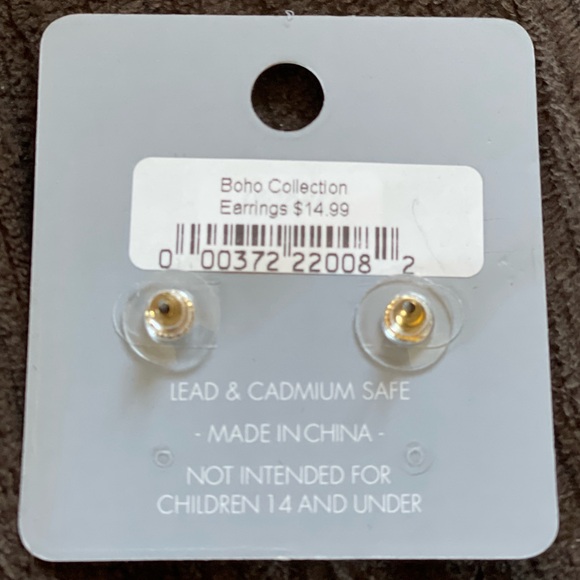 Boho Collection
Earrings $14.99
0 00372 22008 2
LEAD & CADMIUM SAFE
- MADE IN CHINA -
NOT INTENDED FOR
CHILDREN 14 AND UNDER